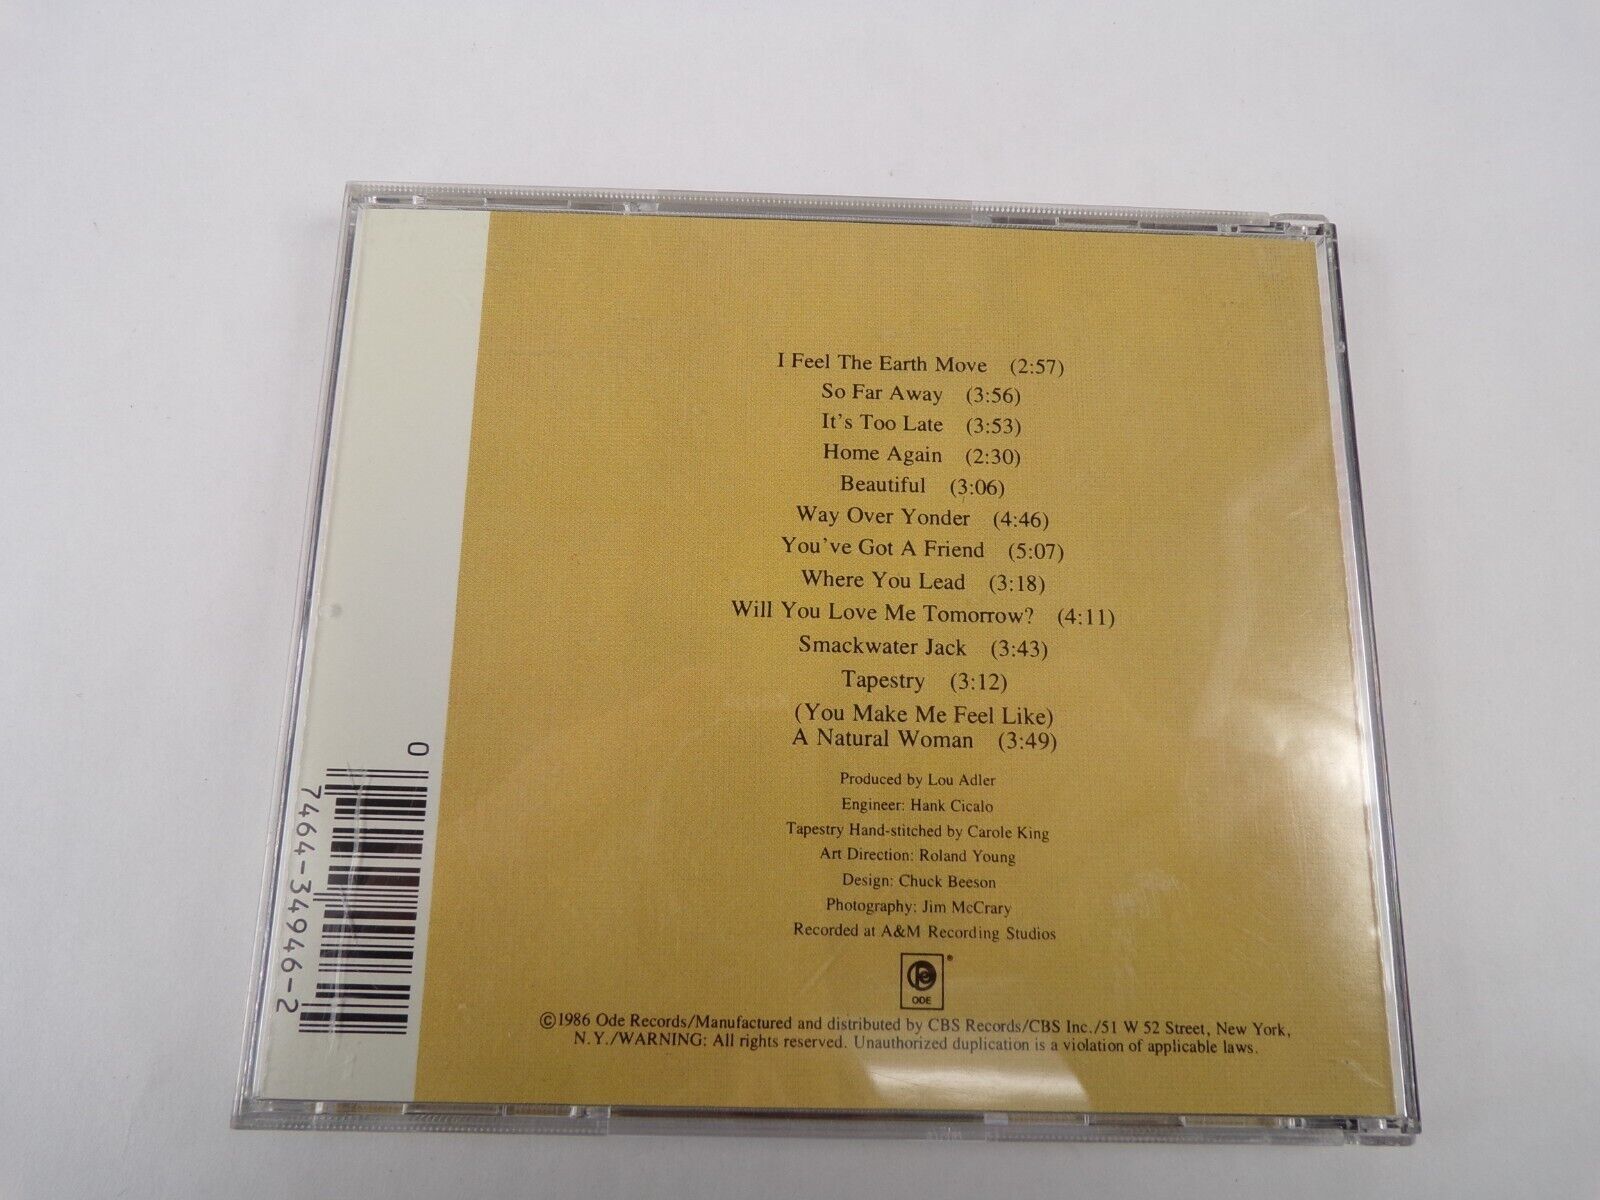 I Feel The Earth Move (2:57)
So Far Away (3:56)
It's Too Late (3:53)
Home Again (2:30)
Beautiful (3:06)
Way Over Yonder (4:46)
You've Got A Friend (5:07)
Where You Lead (3:18)
Will You Love Me Tomorrow? (4:11)
Smackwater Jack (3:43)
Tapestry (3:12)
(You Make Me Feel Like)
A Natural Woman (3:49)
Produced by Lou Adler
Engineer: Hank Cicalo
Tapestry Hand-stitched by Carole King
Art Direction: Roland Young
Design: Chuck Beeson
Photography: Jim McCrary
Recorded at A&M Recording Studios
ODE
©1986 Ode Records/Manufactured and distributed by CBS Records/CBS Inc./51 W 52 Street, New York,
N.Y./WARNING: All rights reserved. Unauthorized duplication is a violation of applicable laws.
0
7464-34946-2